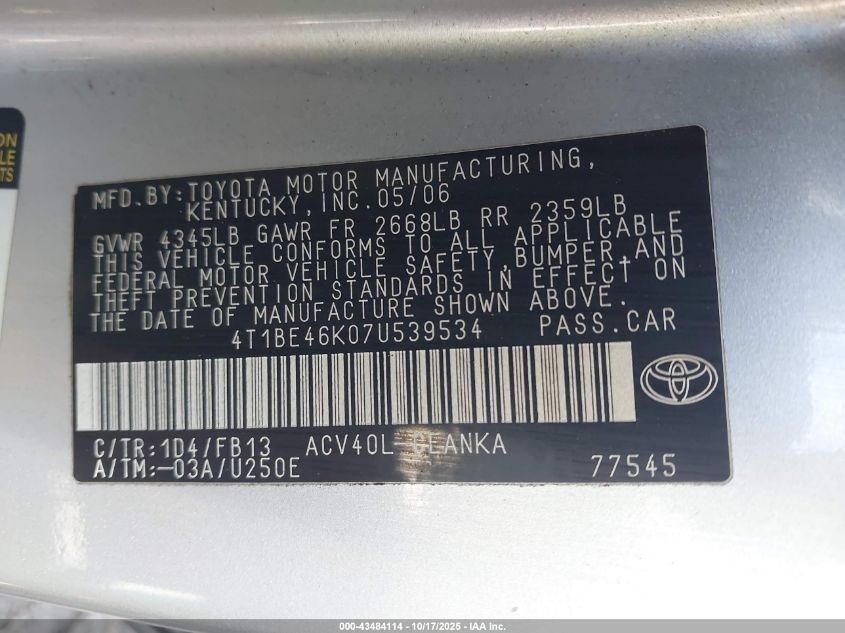 ON
LE
TS
MFD.BY:TOYOTA MOTOR MANUFACTURING,
KENTUCKY,INC.05/06
GVWR 4345LB GAWR FR 2668LB RR 2359LB
THIS VEHICLE CONFORMS TO ALL APPLICABLE
FEDERAL MOTOR VEHICLE SAFETY,BUMPER,AND
THEFT PREVENTION STANDARDS IN EFFECT ON
THE DATE OF MANUFACTURE SHOWN ABOVE.
4T1BE46K07U539534 PASS.CAR
C/TR:1D4/FB13 ACV40L
A/TM:-03A/U250E 77545
000-43484114 - 10/17/2025 - IAA Inc.